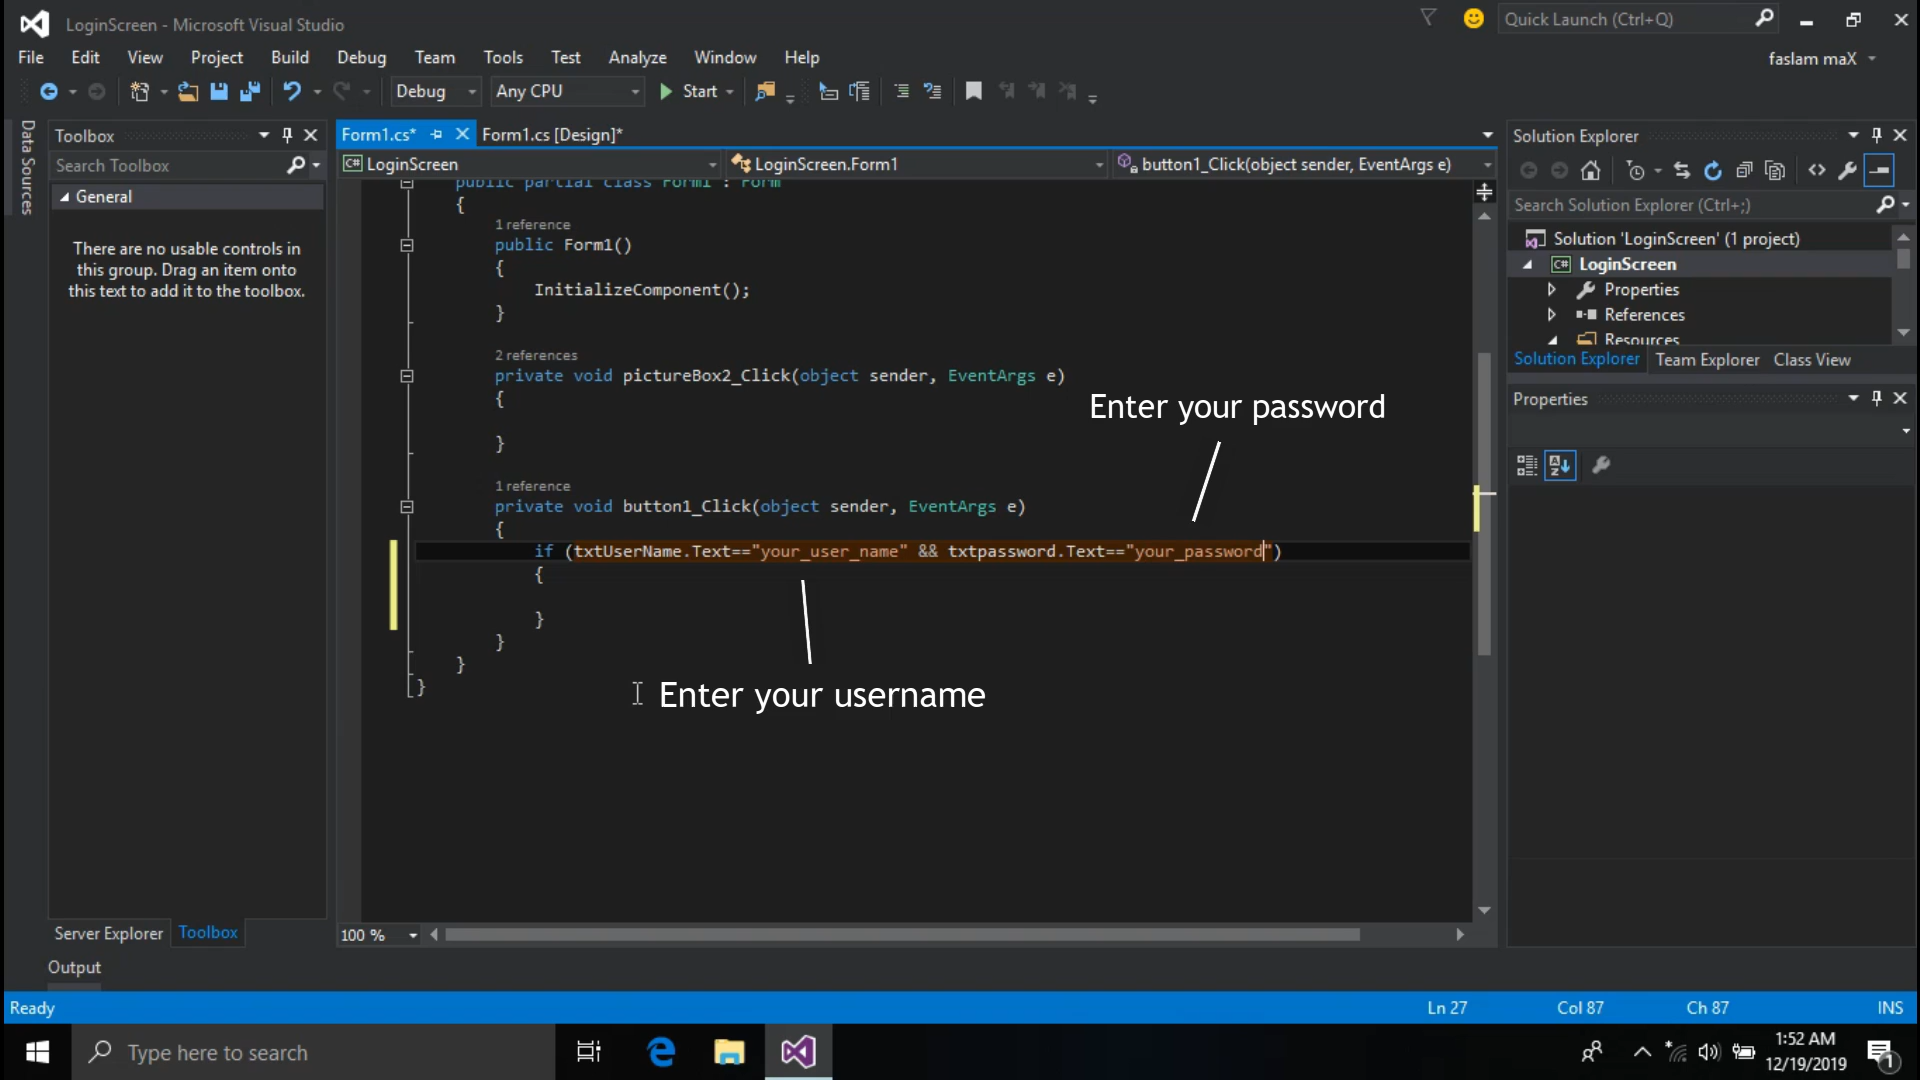 LoginScreen - Microsoft Visual Studio
Quick Launch (Ctrl+Q)
File Edit View Project Build Debug Team Tools Test Analyze Window Help
faslam maX
Debug Any CPU Start
Data Sources
Toolbox
Search Toolbox
General
There are no usable controls in
this group. Drag an item onto
this text to add it to the toolbox.
Server Explorer Toolbox
Form1.cs* Form1.cs [Design]*
C# LoginScreen LoginScreen.Form1 button1_Click(object sender, EventArgs e)
public partial class Form1 : Form
{
1 reference
public Form1()
{
InitializeComponent();
}
2 references
private void pictureBox2_Click(object sender, EventArgs e)
{
Enter your password
}
1 reference
private void button1_Click(object sender, EventArgs e)
{
if (txtUserName.Text=="your_user_name" && txtpassword.Text=="your_password")
{
}
}
}
}
Enter your username
100 %
Solution Explorer
Search Solution Explorer (Ctrl+;)
Solution 'LoginScreen' (1 project)
C# LoginScreen
Properties
References
Resources
Solution Explorer Team Explorer Class View
Properties
Output
Ready Ln 27 Col 87 Ch 87 INS
Type here to search
1:52 AM
12/19/2019
1